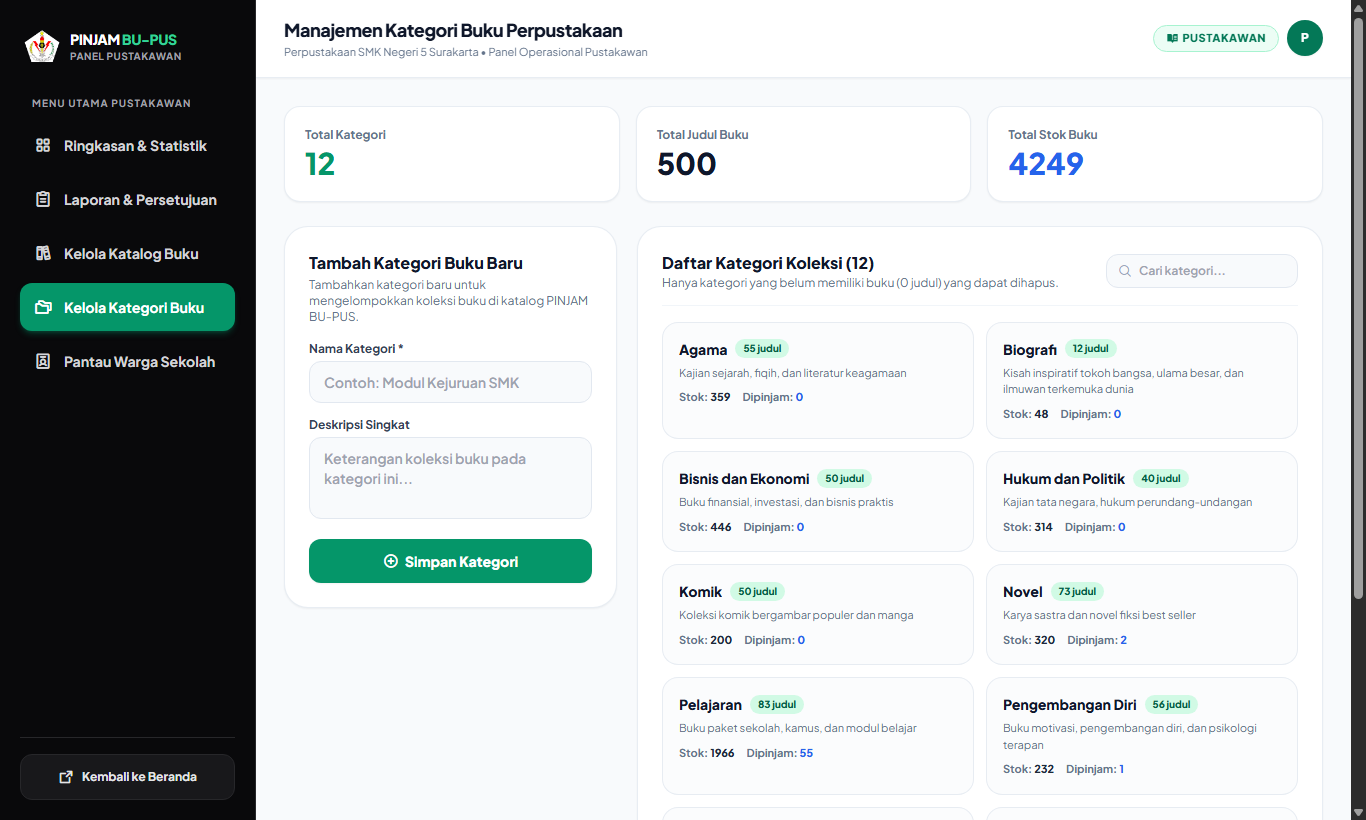 PINJAM BU-PUS
PANEL PUSTAKAWAN
MENU UTAMA PUSTAKAWAN
Ringkasan & Statistik
Laporan & Persetujuan
Kelola Katalog Buku
Kelola Kategori Buku
Pantau Warga Sekolah
Kembali ke Beranda
Manajemen Kategori Buku Perpustakaan
Perpustakaan SMK Negeri 5 Surakarta • Panel Operasional Pustakawan
PUSTAKAWAN
P
Total Kategori
12
Total Judul Buku
500
Total Stok Buku
4249
Tambah Kategori Buku Baru
Tambahkan kategori baru untuk
mengelompokkan koleksi buku di katalog PINJAM
BU-PUS.
Nama Kategori *
Contoh: Modul Kejuruan SMK
Deskripsi Singkat
Keterangan koleksi buku pada
kategori ini...
Simpan Kategori
Daftar Kategori Koleksi (12)
Hanya kategori yang belum memiliki buku (0 judul) yang dapat dihapus.
Cari kategori...
Agama 55 judul
Kajian sejarah, fiqih, dan literatur keagamaan
Stok: 359 Dipinjam: 0
Biografi 12 judul
Kisah inspiratif tokoh bangsa, ulama besar, dan
ilmuwan terkemuka dunia
Stok: 48 Dipinjam: 0
Bisnis dan Ekonomi 50 judul
Buku finansial, investasi, dan bisnis praktis
Stok: 446 Dipinjam: 0
Hukum dan Politik 40 judul
Kajian tata negara, hukum perundang-undangan
Stok: 314 Dipinjam: 0
Komik 50 judul
Koleksi komik bergambar populer dan manga
Stok: 200 Dipinjam: 0
Novel 73 judul
Karya sastra dan novel fiksi best seller
Stok: 320 Dipinjam: 2
Pelajaran 83 judul
Buku paket sekolah, kamus, dan modul belajar
Stok: 1966 Dipinjam: 55
Pengembangan Diri 56 judul
Buku motivasi, pengembangan diri, dan psikologi
terapan
Stok: 232 Dipinjam: 1